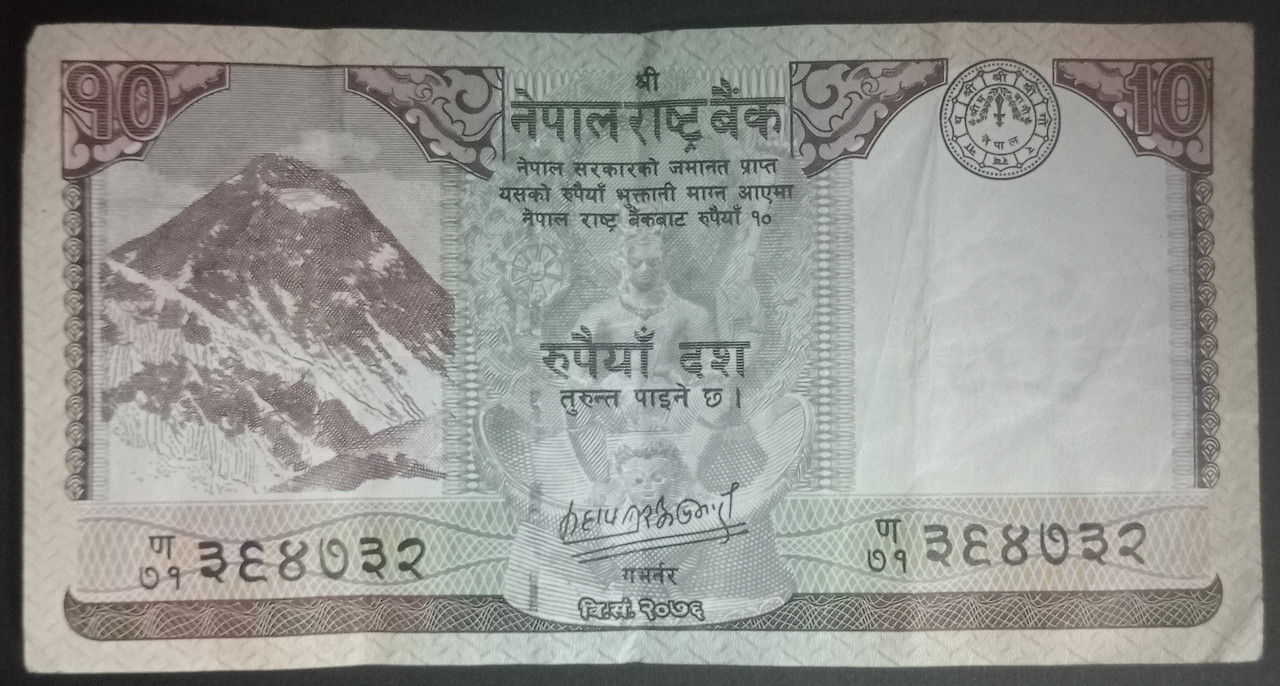 १०
श्री
10
नेपाल राष्ट्र बैंक
नेपाल सरकारको जमानत प्राप्त
यसको रुपैयाँ भुक्तानी माग्न आएमा
नेपाल राष्ट्र बैंकबाट रुपैयाँ १०
नेपाल
रुपैयाँ दश
तुरुन्त पाइने छ ।
ण
७१ ३६४७३२
ण
७१ ३६४७३२
गभर्नर
वि.सं. २०७६